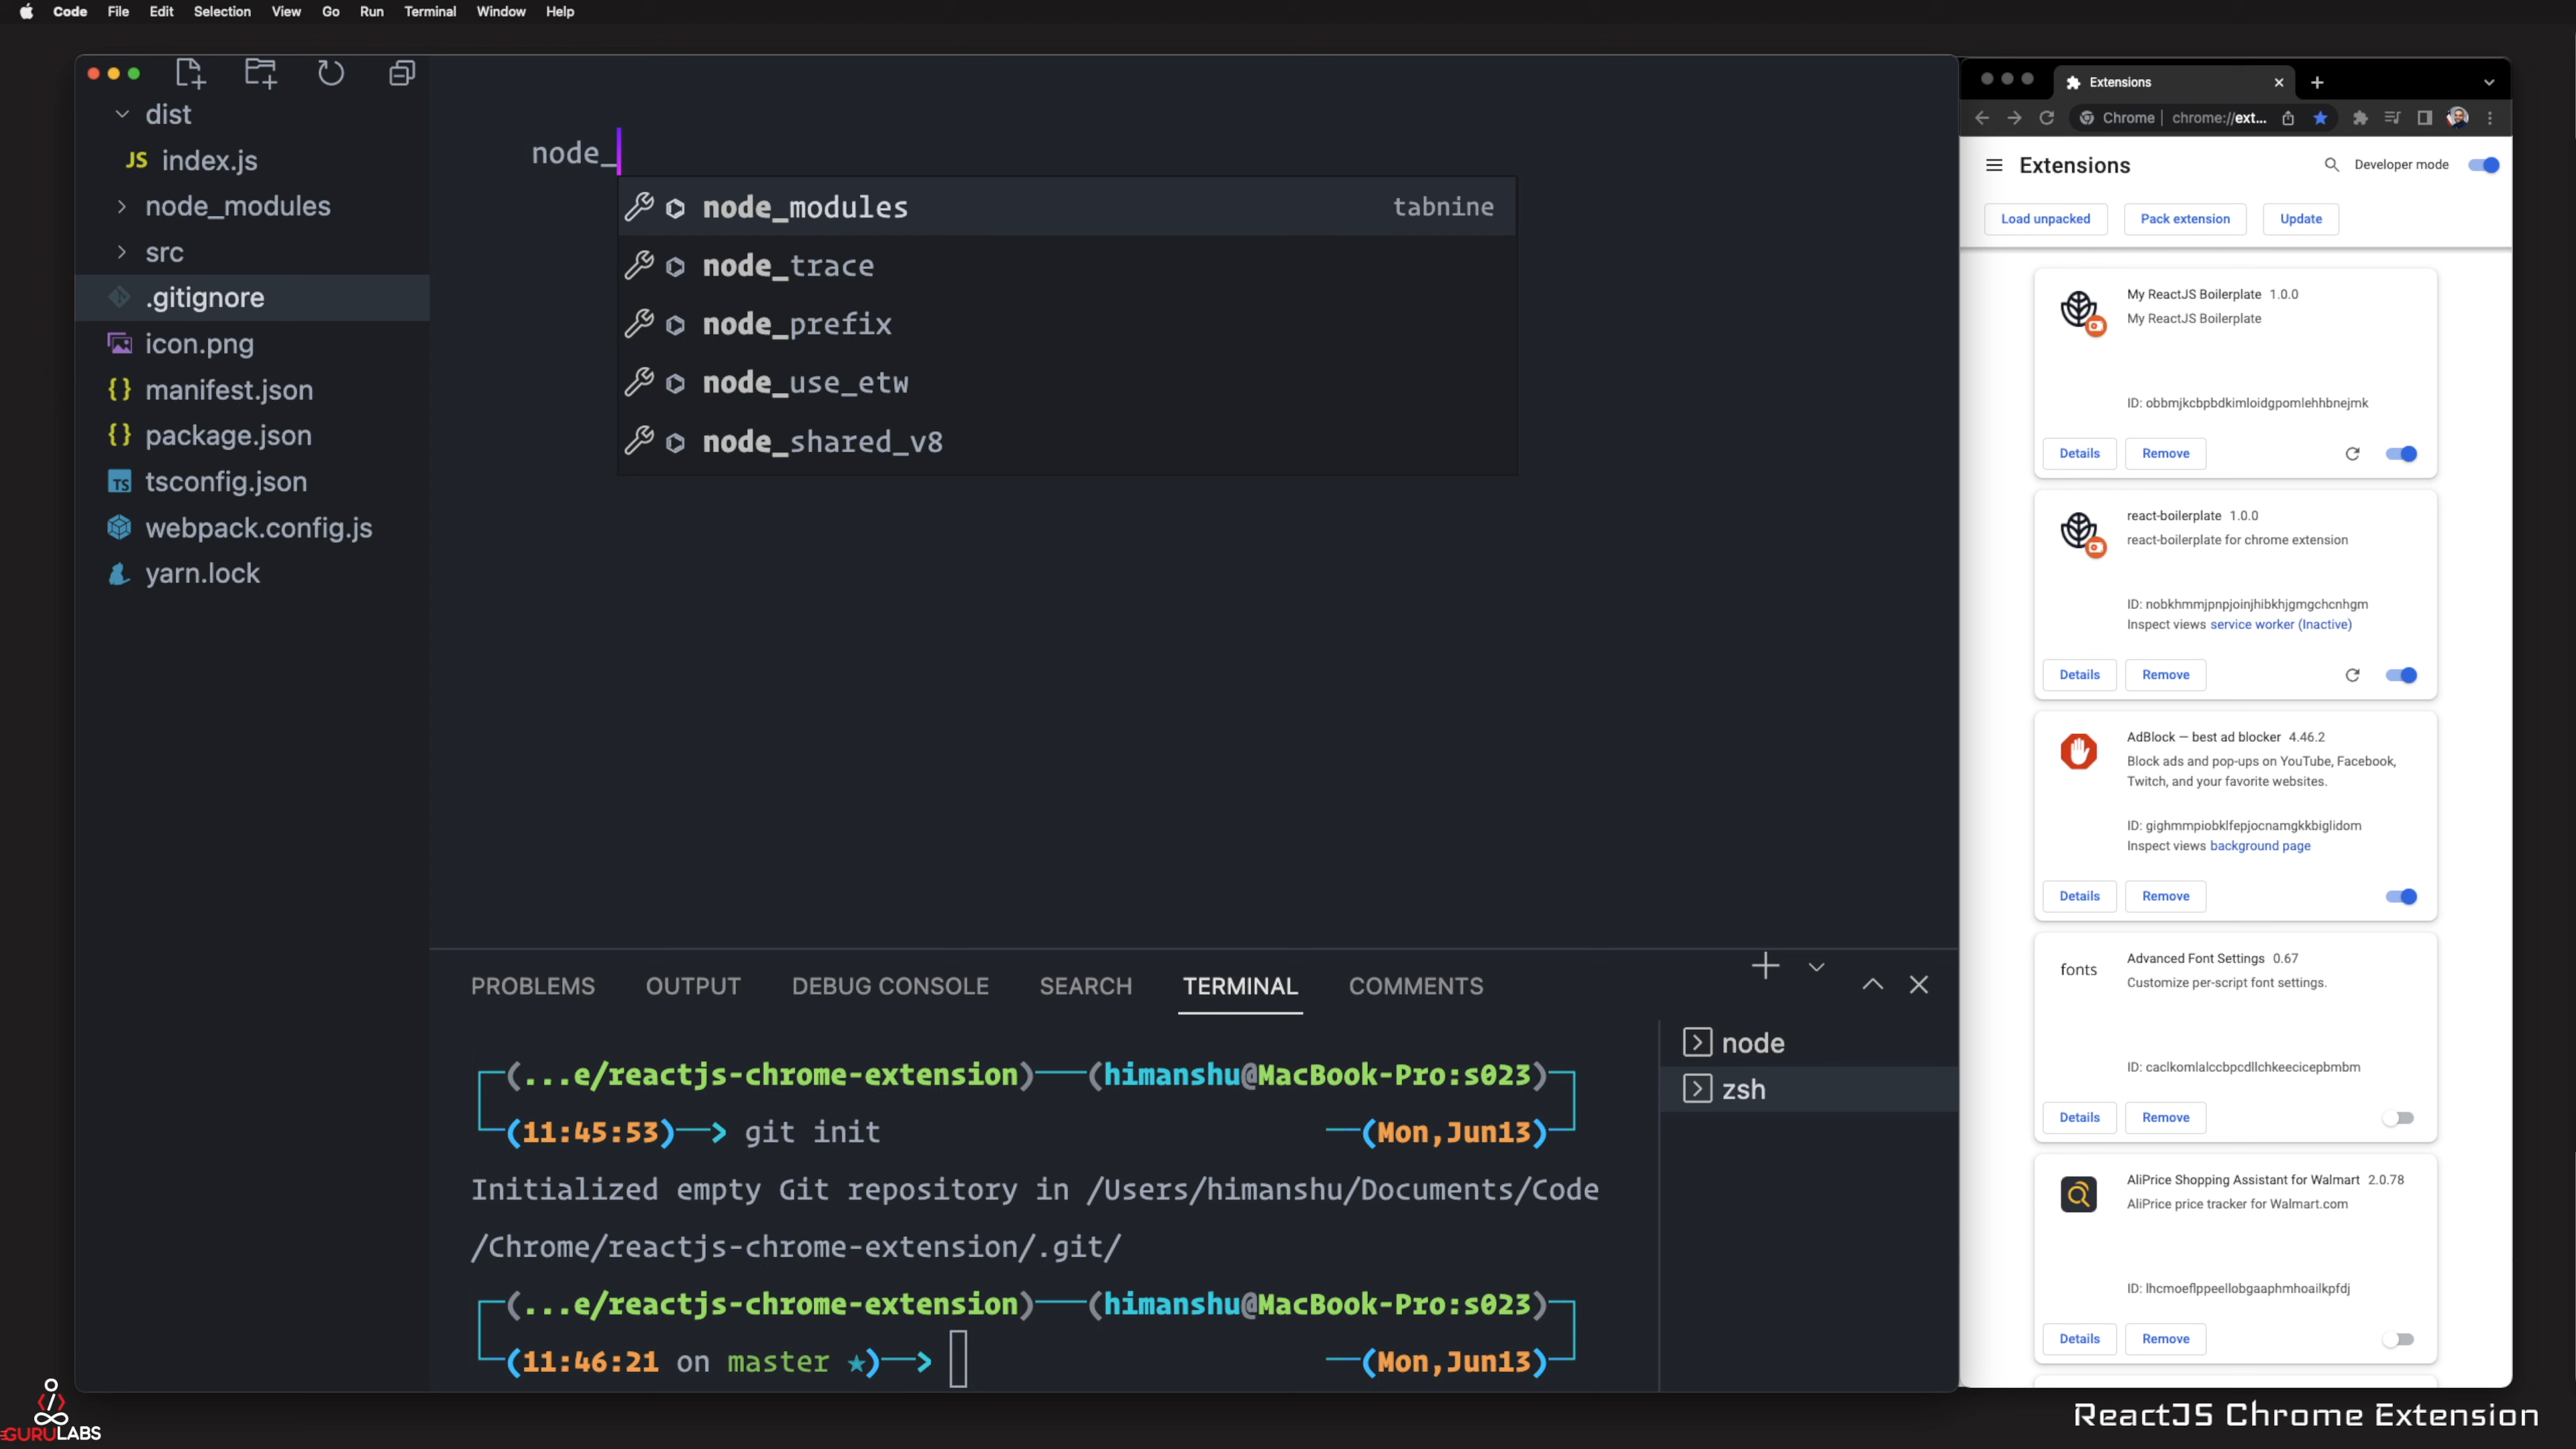 Code File Edit Selection View Go Run Terminal Window Help
dist
JS index.js
node_modules
src
.gitignore
icon.png
{} manifest.json
{} package.json
TS tsconfig.json
webpack.config.js
yarn.lock
node_
node_modules tabnine
node_trace
node_prefix
node_use_etw
node_shared_v8
PROBLEMS OUTPUT DEBUG CONSOLE SEARCH TERMINAL COMMENTS
(...e/reactjs-chrome-extension)——(himanshu@MacBook-Pro:s023)
(11:45:53)—> git init —(Mon,Jun13)
Initialized empty Git repository in /Users/himanshu/Documents/Code
/Chrome/reactjs-chrome-extension/.git/
(...e/reactjs-chrome-extension)——(himanshu@MacBook-Pro:s023)
(11:46:21 on master ★)—> —(Mon,Jun13)
node
zsh
Extensions
Chrome | chrome://ext...
Extensions Developer mode
Load unpacked Pack extension Update
My ReactJS Boilerplate 1.0.0
My ReactJS Boilerplate
ID: obbmjkcbpbdkimloidgpomlehhbnejmk
Details Remove
react-boilerplate 1.0.0
react-boilerplate for chrome extension
ID: nobkhmmjpnpjoinjhibkhjgmgchcnhgm
Inspect views service worker (Inactive)
Details Remove
AdBlock — best ad blocker 4.46.2
Block ads and pop-ups on YouTube, Facebook,
Twitch, and your favorite websites.
ID: gighmmpiobklfepjocnamgkkbiglidom
Inspect views background page
Details Remove
fonts
Advanced Font Settings 0.67
Customize per-script font settings.
ID: caclkomlalccbpcdllchkeecicepbmbm
Details Remove
AliPrice Shopping Assistant for Walmart 2.0.78
AliPrice price tracker for Walmart.com
ID: lhcmoeflppeellobgaaphmhoailkpfdj
Details Remove
GURULABS
ReactJS Chrome Extension